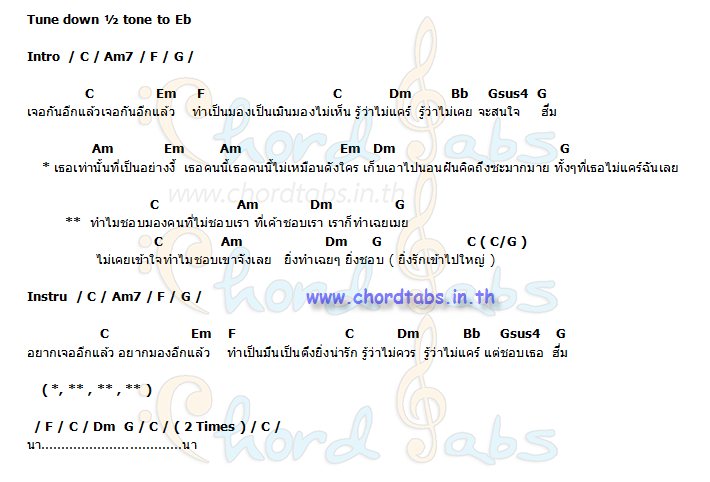 Tune down ½ tone to Eb
Intro / C / Am7 / F / G /
C Em F C Dm Bb Gsus4 G
เจอกันอีกแล้วเจอกันอีกแล้ว ทำเป็นมองเป็นเมินมองไม่เห็น รู้ว่าไม่แคร์ รู้ว่าไม่เคย จะสนใจ ฮึ่ม
Am Em Am Em Dm G
* เธอเท่านั้นที่เป็นอย่างงี้ เธอคนนี้เธอคนนี้ไม่เหมือนดังใคร เก็บเอาไปนอนฝันคิดถึงซะมากมาย ทั้งๆที่เธอไม่แคร์ฉันเลย
www.chordtabs.in.th
C Am Dm G
** ทำไมชอบมองคนที่ไม่ชอบเรา ที่เค้าชอบเรา เราก็ทำเฉยเมย
C Am Dm G C ( C/G )
ไม่เคยเข้าใจทำไมชอบเขาจังเลย ยิ่งทำเฉยๆ ยิ่งชอบ ( ยิ่งรักเข้าไปใหญ่ )
Instru / C / Am7 / F / G /
www.chordtabs.in.th
C Em F C Dm Bb Gsus4 G
อยากเจออีกแล้ว อยากมองอีกแล้ว ทำเป็นมึนเป็นตึงยิ่งน่ารัก รู้ว่าไม่ควร รู้ว่าไม่แคร์ แต่ชอบเธอ ฮึ่ม
( *, ** , ** , ** )
/ F / C / Dm G / C / ( 2 Times ) / C /
นา...................................นา
Chord Tabs
Chord Tabs
Chord Tabs